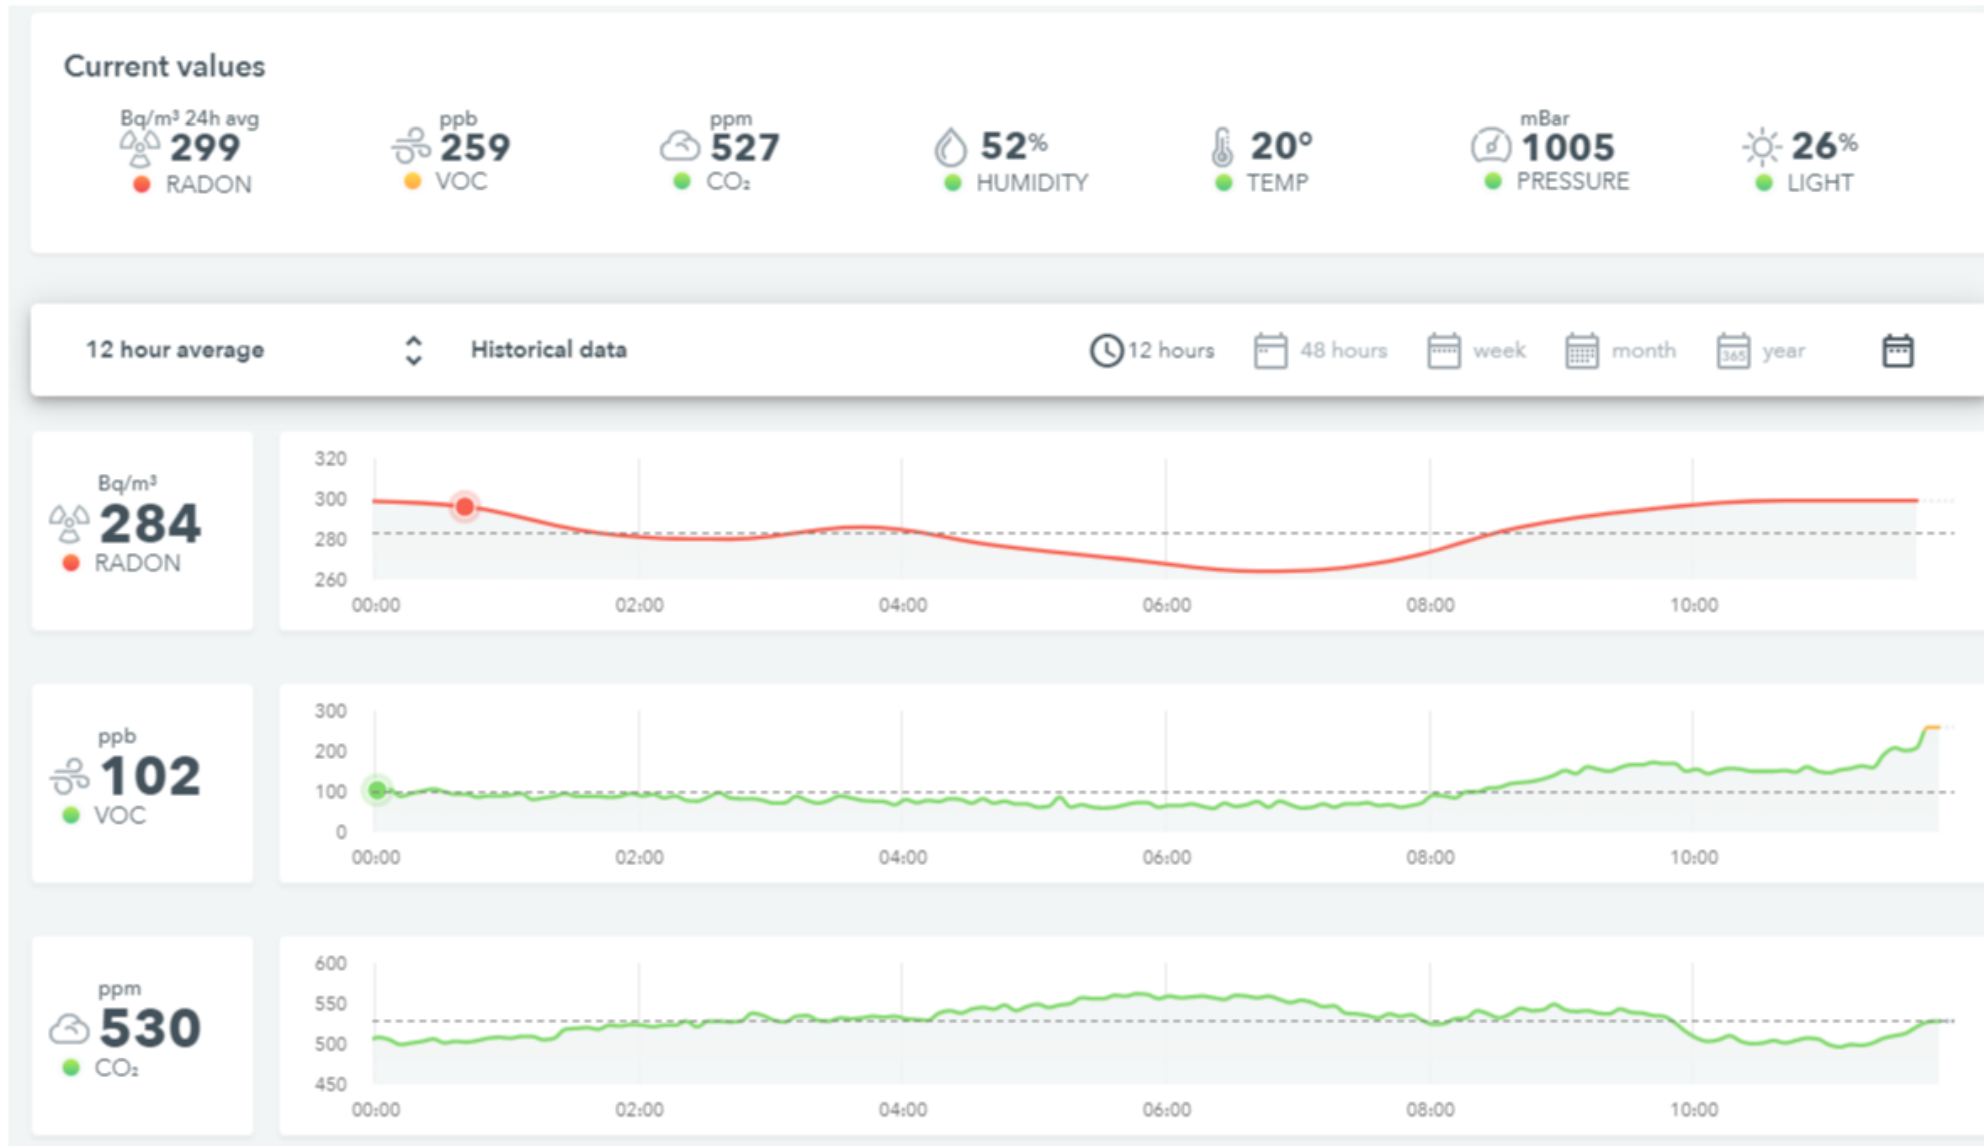 Current values
Bq/m³ 24h avg
299
RADON
ppb
259
VOC
ppm
527
CO₂
52%
HUMIDITY
20°
TEMP
mBar
1005
PRESSURE
26%
LIGHT
12 hour average
Historical data
12 hours
48 hours
week
month
365
year
Bq/m³
284
RADON
320
300
280
260
00:00 02:00 04:00 06:00 08:00 10:00
ppb
102
VOC
300
200
100
0
00:00 02:00 04:00 06:00 08:00 10:00
ppm
530
CO₂
600
550
500
450
00:00 02:00 04:00 06:00 08:00 10:00